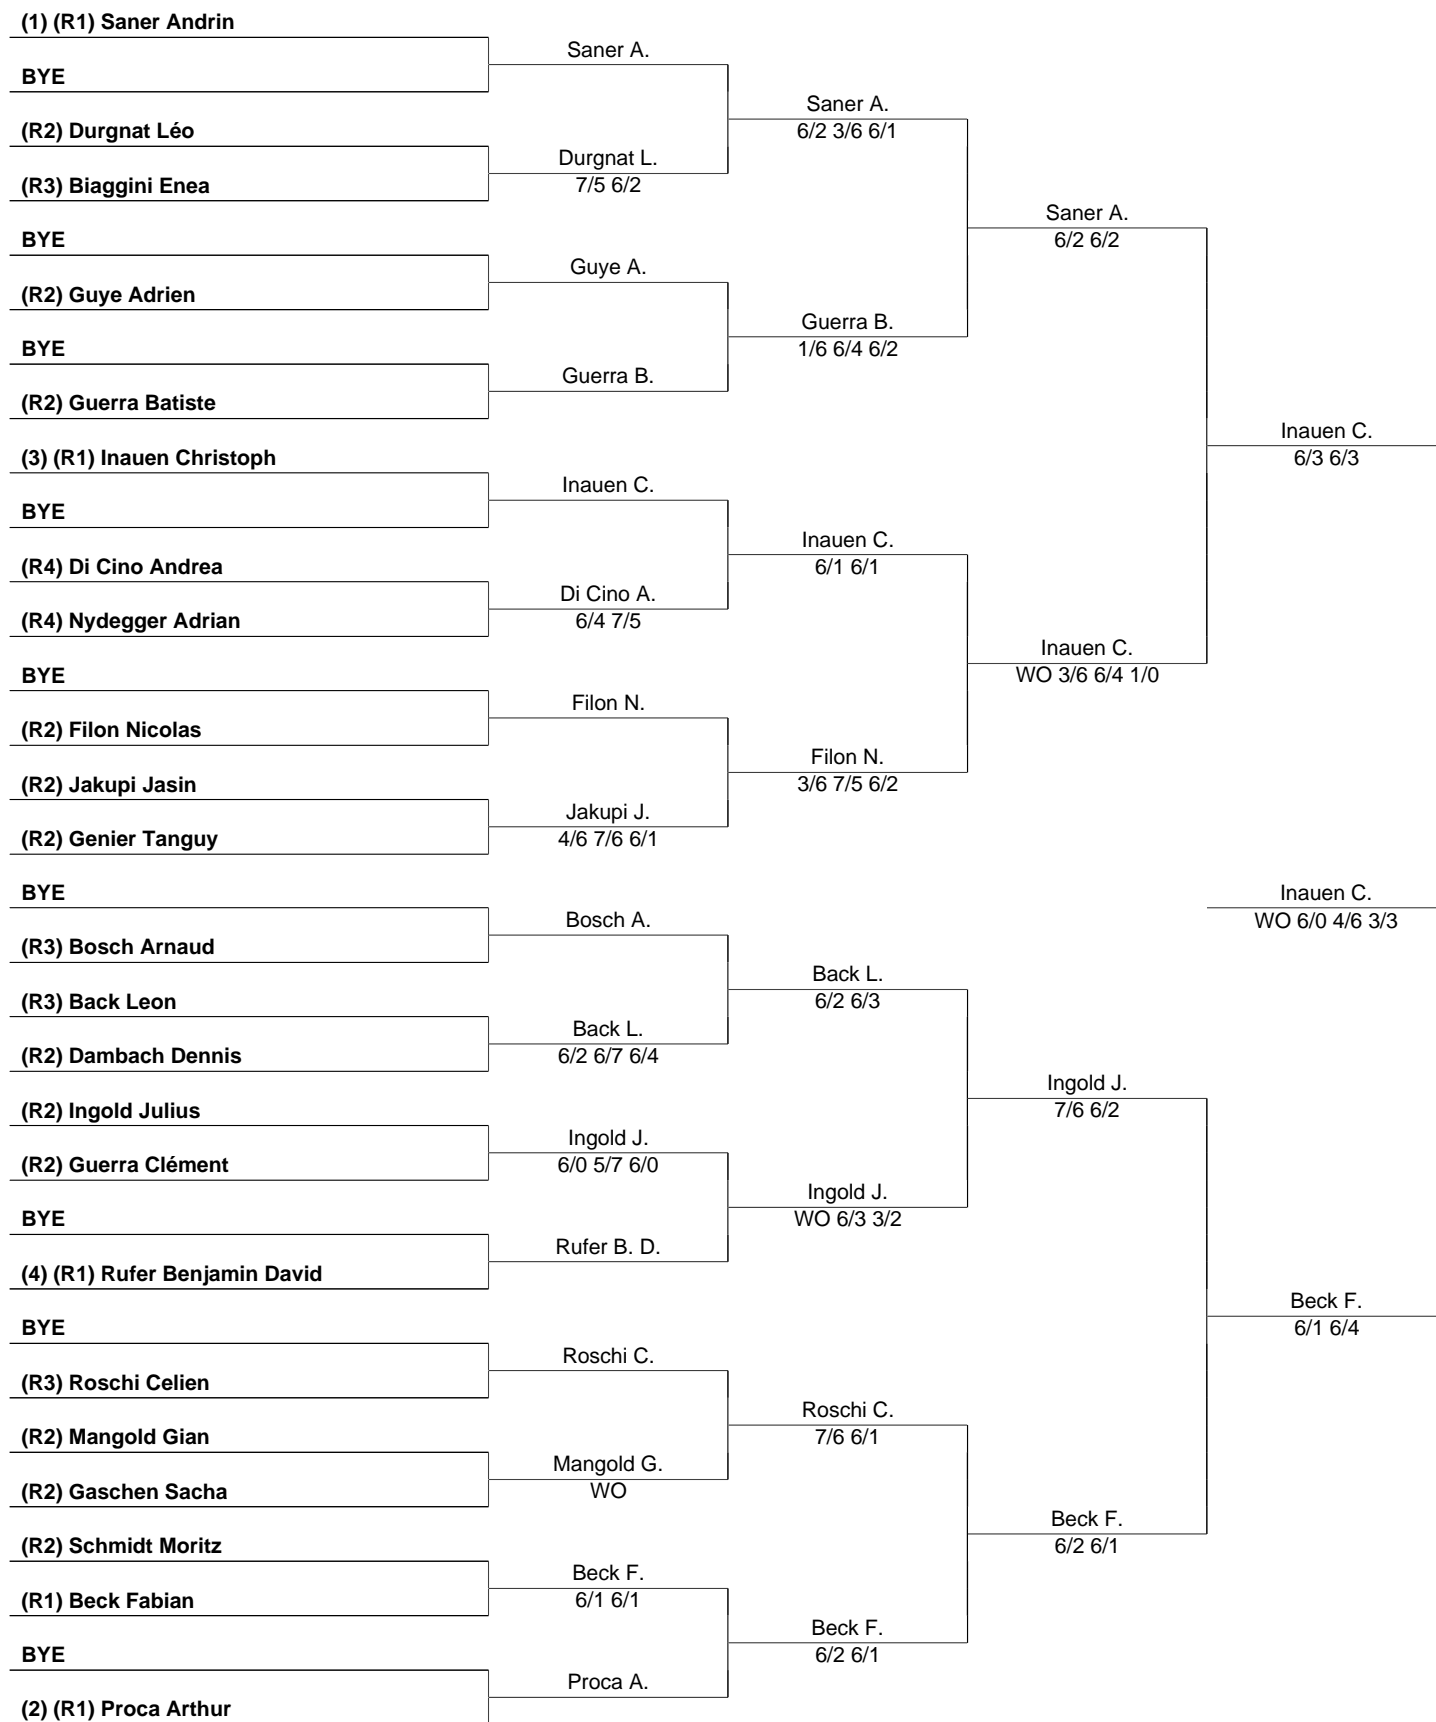 (1) (R1) Saner Andrin
Saner A.
BYE
Saner A.
6/2 3/6 6/1
(R2) Durgnat Léo
Durgnat L.
7/5 6/2
(R3) Biaggini Enea
Saner A.
6/2 6/2
BYE
Guye A.
(R2) Guye Adrien
Guerra B.
1/6 6/4 6/2
BYE
Guerra B.
(R2) Guerra Batiste
Inauen C.
6/3 6/3
(3) (R1) Inauen Christoph
Inauen C.
BYE
Inauen C.
6/1 6/1
(R4) Di Cino Andrea
Di Cino A.
6/4 7/5
(R4) Nydegger Adrian
Inauen C.
WO 3/6 6/4 1/0
BYE
Filon N.
(R2) Filon Nicolas
Filon N.
3/6 7/5 6/2
(R2) Jakupi Jasin
Jakupi J.
4/6 7/6 6/1
(R2) Genier Tanguy
BYE
Inauen C.
WO 6/0 4/6 3/3
Bosch A.
(R3) Bosch Arnaud
Back L.
6/2 6/3
(R3) Back Leon
Back L.
6/2 6/7 6/4
(R2) Dambach Dennis
Ingold J.
7/6 6/2
(R2) Ingold Julius
Ingold J.
6/0 5/7 6/0
(R2) Guerra Clément
Ingold J.
WO 6/3 3/2
BYE
Rufer B. D.
(4) (R1) Rufer Benjamin David
Beck F.
6/1 6/4
BYE
Roschi C.
(R3) Roschi Celien
Roschi C.
7/6 6/1
(R2) Mangold Gian
Mangold G.
WO
(R2) Gaschen Sacha
Beck F.
6/2 6/1
(R2) Schmidt Moritz
Beck F.
6/1 6/1
(R1) Beck Fabian
Beck F.
6/2 6/1
BYE
Proca A.
(2) (R1) Proca Arthur